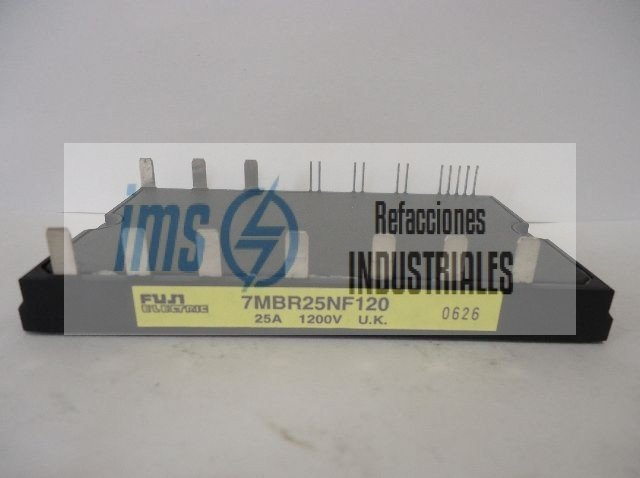 ims
Refacciones
INDUSTRIALES
FUJI
ELECTRIC
7MBR25NF120
25A 1200V U.K.
0626